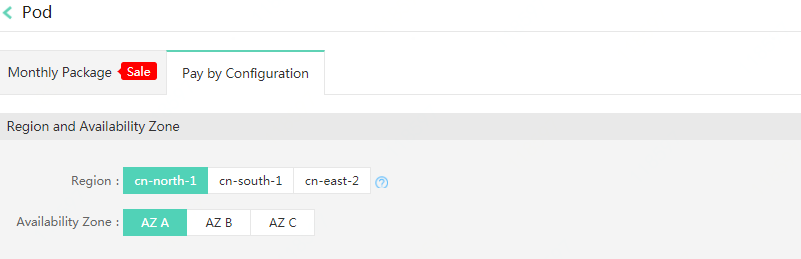 Pod
Monthly Package Sale Pay by Configuration
Region and Availability Zone
Region : cn-north-1 cn-south-1 cn-east-2 ?
Availability Zone : AZ A AZ B AZ C